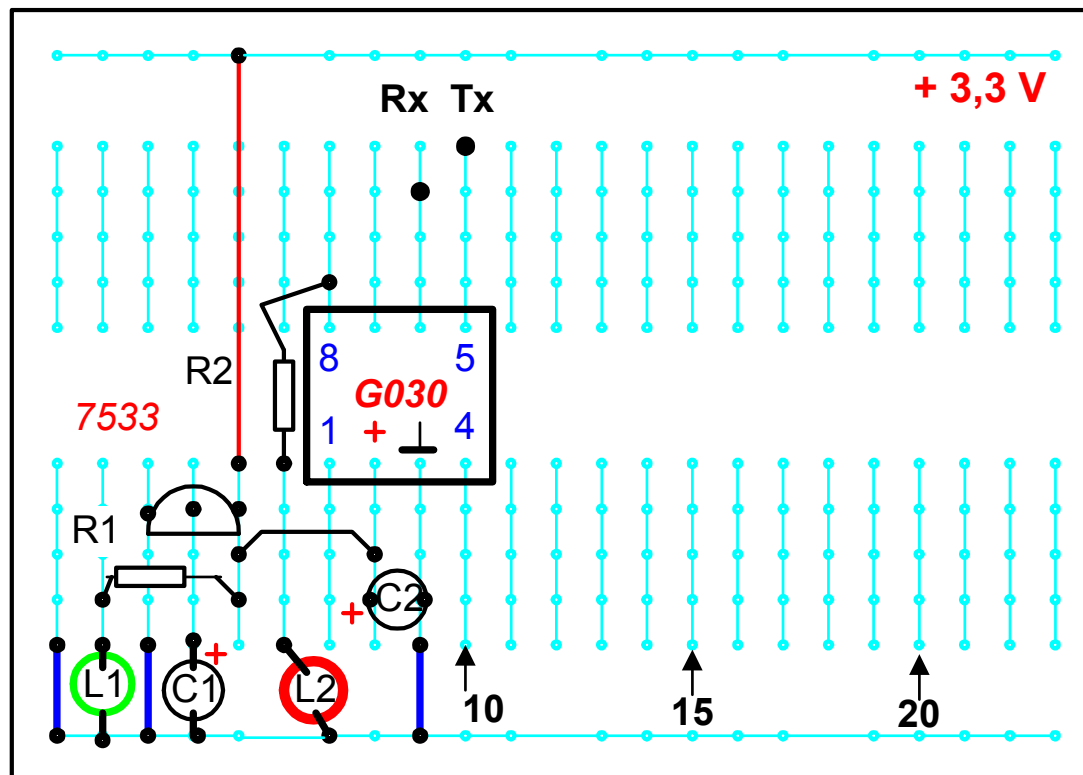 + 3,3 V
Rx Tx
R2
8 5
G030
1 + 4
7533
R1
C2
+
+
L1 C1 L2
10 15 20